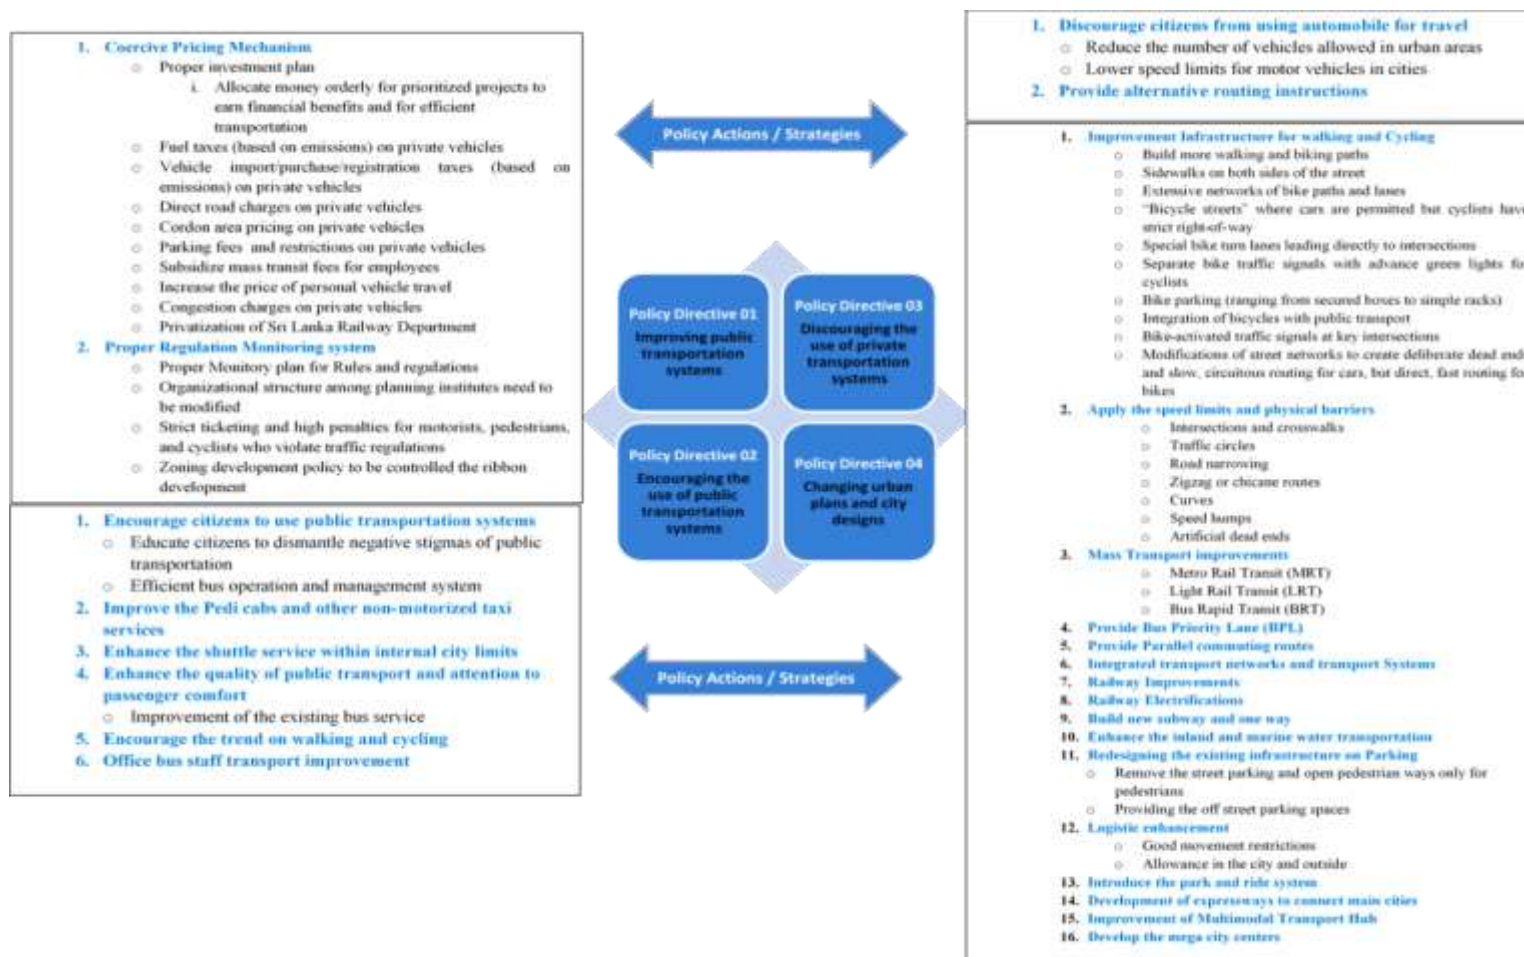 1. Coercive Pricing Mechanism
o Proper investment plan
i. Allocate money orderly for prioritized projects to
earn financial benefits and for efficient
transportation
o Fuel taxes (based on emissions) on private vehicles
o Vehicle import/purchase/registration taxes (based on
emissions) on private vehicles
o Direct road charges on private vehicles
o Cordon area pricing on private vehicles
o Parking fees and restrictions on private vehicles
o Subsidize mass transit fees for employees
o Increase the price of personal vehicle travel
o Congestion charges on private vehicles
o Privatization of Sri Lanka Railway Department
2. Proper Regulation Monitoring system
o Proper Monitory plan for Rules and regulations
o Organizational structure among planning institutes need to
be modified
o Strict ticketing and high penalties for motorists, pedestrians,
and cyclists who violate traffic regulations
o Zoning development policy to be controlled the ribbon
development
1. Encourage citizens to use public transportation systems
o Educate citizens to dismantle negative stigmas of public
transportation
o Efficient bus operation and management system
2. Improve the Pedi cabs and other non-motorized taxi
services
3. Enhance the shuttle service within internal city limits
4. Enhance the quality of public transport and attention to
passenger comfort
o Improvement of the existing bus service
5. Encourage the trend on walking and cycling
6. Office bus staff transport improvement
Policy Actions / Strategies
Policy Directive 01
Improving public
transportation
systems
Policy Directive 03
Discouraging the
use of private
transportation
systems
Policy Directive 02
Encouraging the
use of public
transportation
systems
Policy Directive 04
Changing urban
plans and city
designs
Policy Actions / Strategies
1. Discourage citizens from using automobile for travel
o Reduce the number of vehicles allowed in urban areas
o Lower speed limits for motor vehicles in cities
2. Provide alternative routing instructions
1. Improvement Infrastructure for walking and Cycling
o Build more walking and biking paths
o Sidewalks on both sides of the street
o Extensive networks of bike paths and lanes
o "Bicycle streets" where cars are permitted but cyclists have
strict right-of-way
o Special bike turn lanes leading directly to intersections
o Separate bike traffic signals with advance green lights for
cyclists
o Bike parking (ranging from secured boxes to simple racks)
o Integration of bicycles with public transport
o Bike-activated traffic signals at key intersections
o Modifications of street networks to create deliberate dead ends
and slow, circuitous routing for cars, but direct, fast routing for
bikes
2. Apply the speed limits and physical barriers
o Intersections and crosswalks
o Traffic circles
o Road narrowing
o Zigzag or chicane routes
o Curves
o Speed humps
o Artificial dead ends
3. Mass Transport improvements
o Metro Rail Transit (MRT)
o Light Rail Transit (LRT)
o Bus Rapid Transit (BRT)
4. Provide Bus Priority Lane (BPL)
5. Provide Parallel commuting routes
6. Integrated transport networks and transport Systems
7. Railway Improvements
8. Railway Electrifications
9. Build new subway and one way
10. Enhance the inland and marine water transportation
11. Redesigning the existing infrastructure on Parking
o Remove the street parking and open pedestrian ways only for
pedestrians
o Providing the off street parking spaces
12. Logistic enhancement
o Good movement restrictions
o Allowance in the city and outside
13. Introduce the park and ride system
14. Development of expressways to connect main cities
15. Improvement of Multimodal Transport Hub
16. Develop the mega city centers